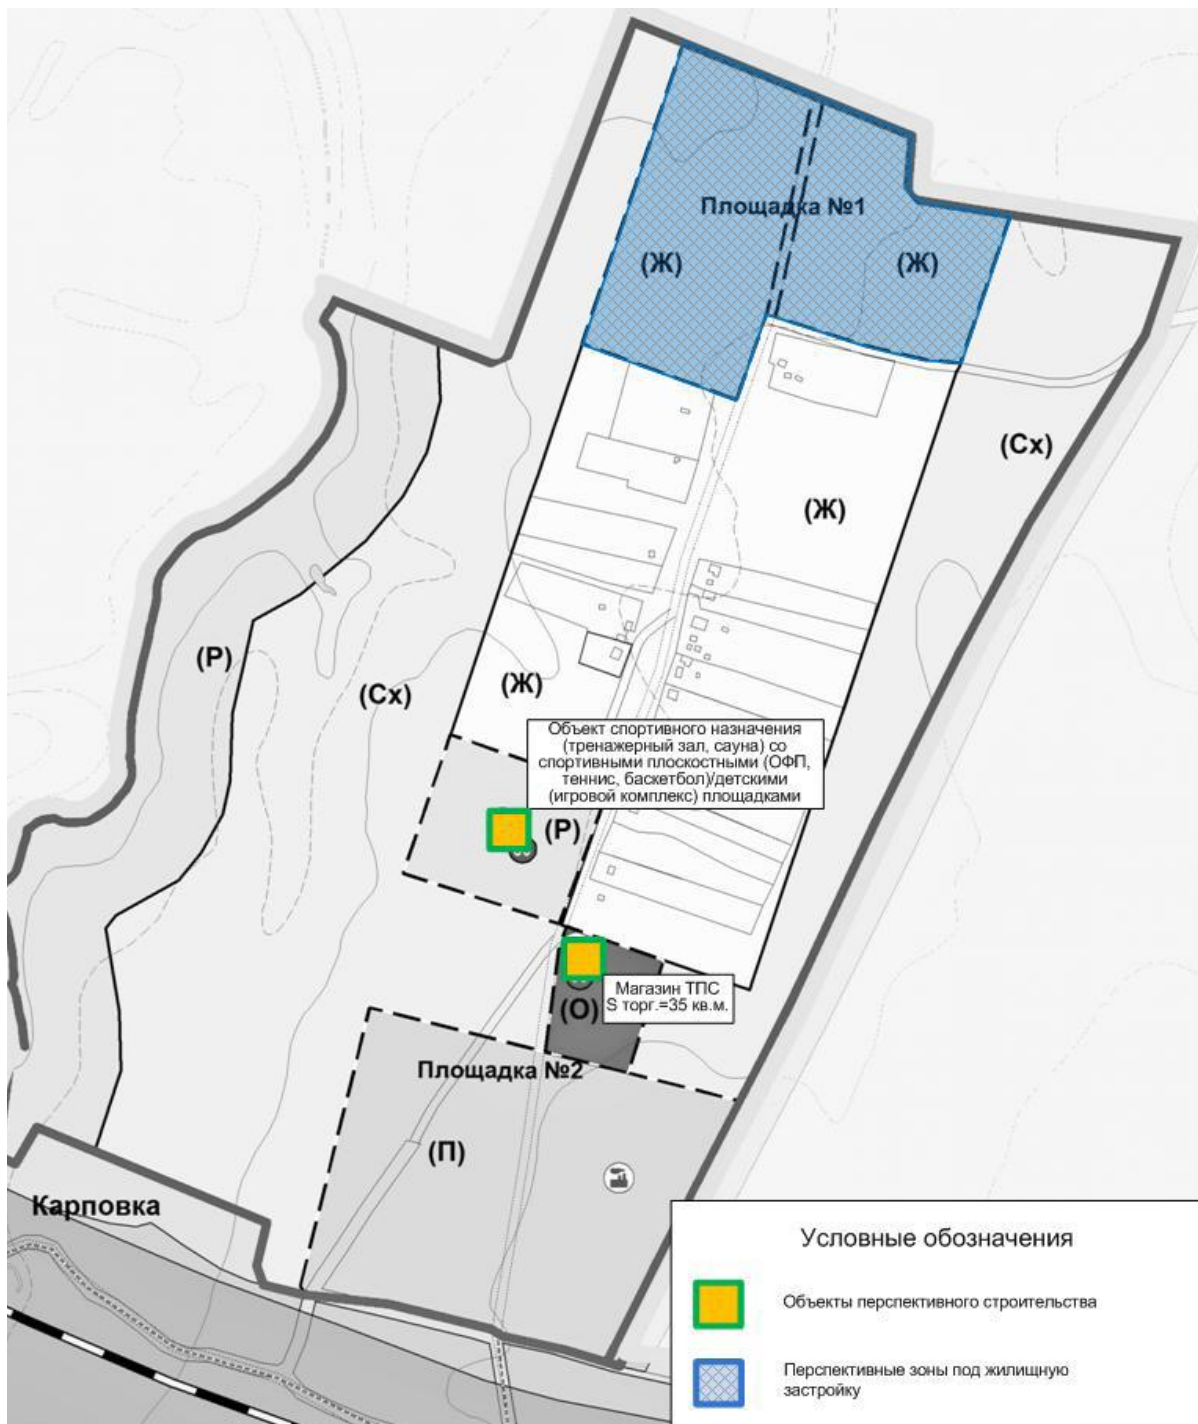 Площадка №1
(Ж)
(Ж)
(Сх)
(Ж)
(Р)
(Сх)
(Ж)
Объект спортивного назначения
(тренажерный зал, сауна) со
спортивными плоскостными (ОФП,
теннис, баскетбол)/детскими
(игровой комплекс) площадками
(Р)
Магазин ТПС
S торг.=35 кв.м.
(О)
Площадка №2
(П)
Карповка
Условные обозначения
Объекты перспективного строительства
Перспективные зоны под жилищную
застройку